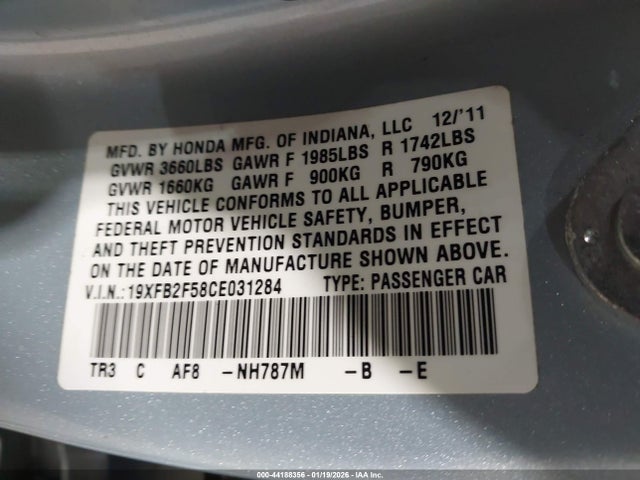 MFD. BY HONDA MFG. OF INDIANA, LLC 12/'11
GVWR 3660LBS GAWR F 1985LBS R 1742LBS
GVWR 1660KG GAWR F 900KG R 790KG
THIS VEHICLE CONFORMS TO ALL APPLICABLE
FEDERAL MOTOR VEHICLE SAFETY, BUMPER,
AND THEFT PREVENTION STANDARDS IN EFFECT
ON THE DATE OF MANUFACTURE SHOWN ABOVE.
V.I.N.:19XFB2F58CE031284 TYPE: PASSENGER CAR
TR3 C AF8 -NH787M -B -E
000-44188356 - 01/19/2026 - IAA Inc.